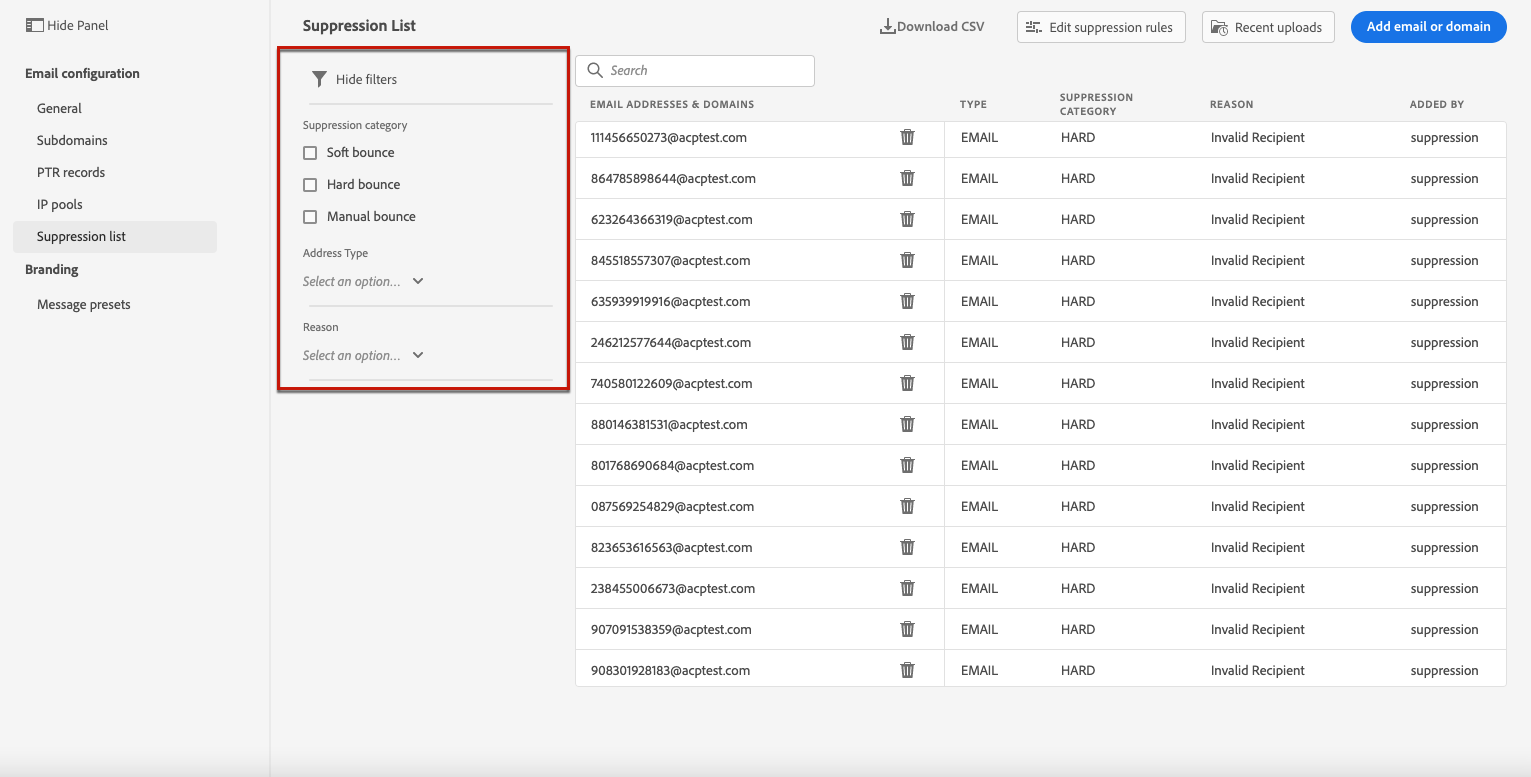 Hide Panel
Email configuration
General
Subdomains
PTR records
IP pools
Suppression list
Branding
Message presets
Suppression List
Download CSV
Edit suppression rules
Recent uploads
Add email or domain
Hide filters
Suppression category
Soft bounce
Hard bounce
Manual bounce
Address Type
Select an option...
Reason
Select an option...
Search
EMAIL ADDRESSES & DOMAINS TYPE SUPPRESSION CATEGORY REASON ADDED BY
111456650273@acptest.com EMAIL HARD Invalid Recipient suppression
864785898644@acptest.com EMAIL HARD Invalid Recipient suppression
623264366319@acptest.com EMAIL HARD Invalid Recipient suppression
845518557307@acptest.com EMAIL HARD Invalid Recipient suppression
635939919916@acptest.com EMAIL HARD Invalid Recipient suppression
246212577644@acptest.com EMAIL HARD Invalid Recipient suppression
740580122609@acptest.com EMAIL HARD Invalid Recipient suppression
880146381531@acptest.com EMAIL HARD Invalid Recipient suppression
801768690684@acptest.com EMAIL HARD Invalid Recipient suppression
087569254829@acptest.com EMAIL HARD Invalid Recipient suppression
823653616563@acptest.com EMAIL HARD Invalid Recipient suppression
238455006673@acptest.com EMAIL HARD Invalid Recipient suppression
907091538359@acptest.com EMAIL HARD Invalid Recipient suppression
908301928183@acptest.com EMAIL HARD Invalid Recipient suppression